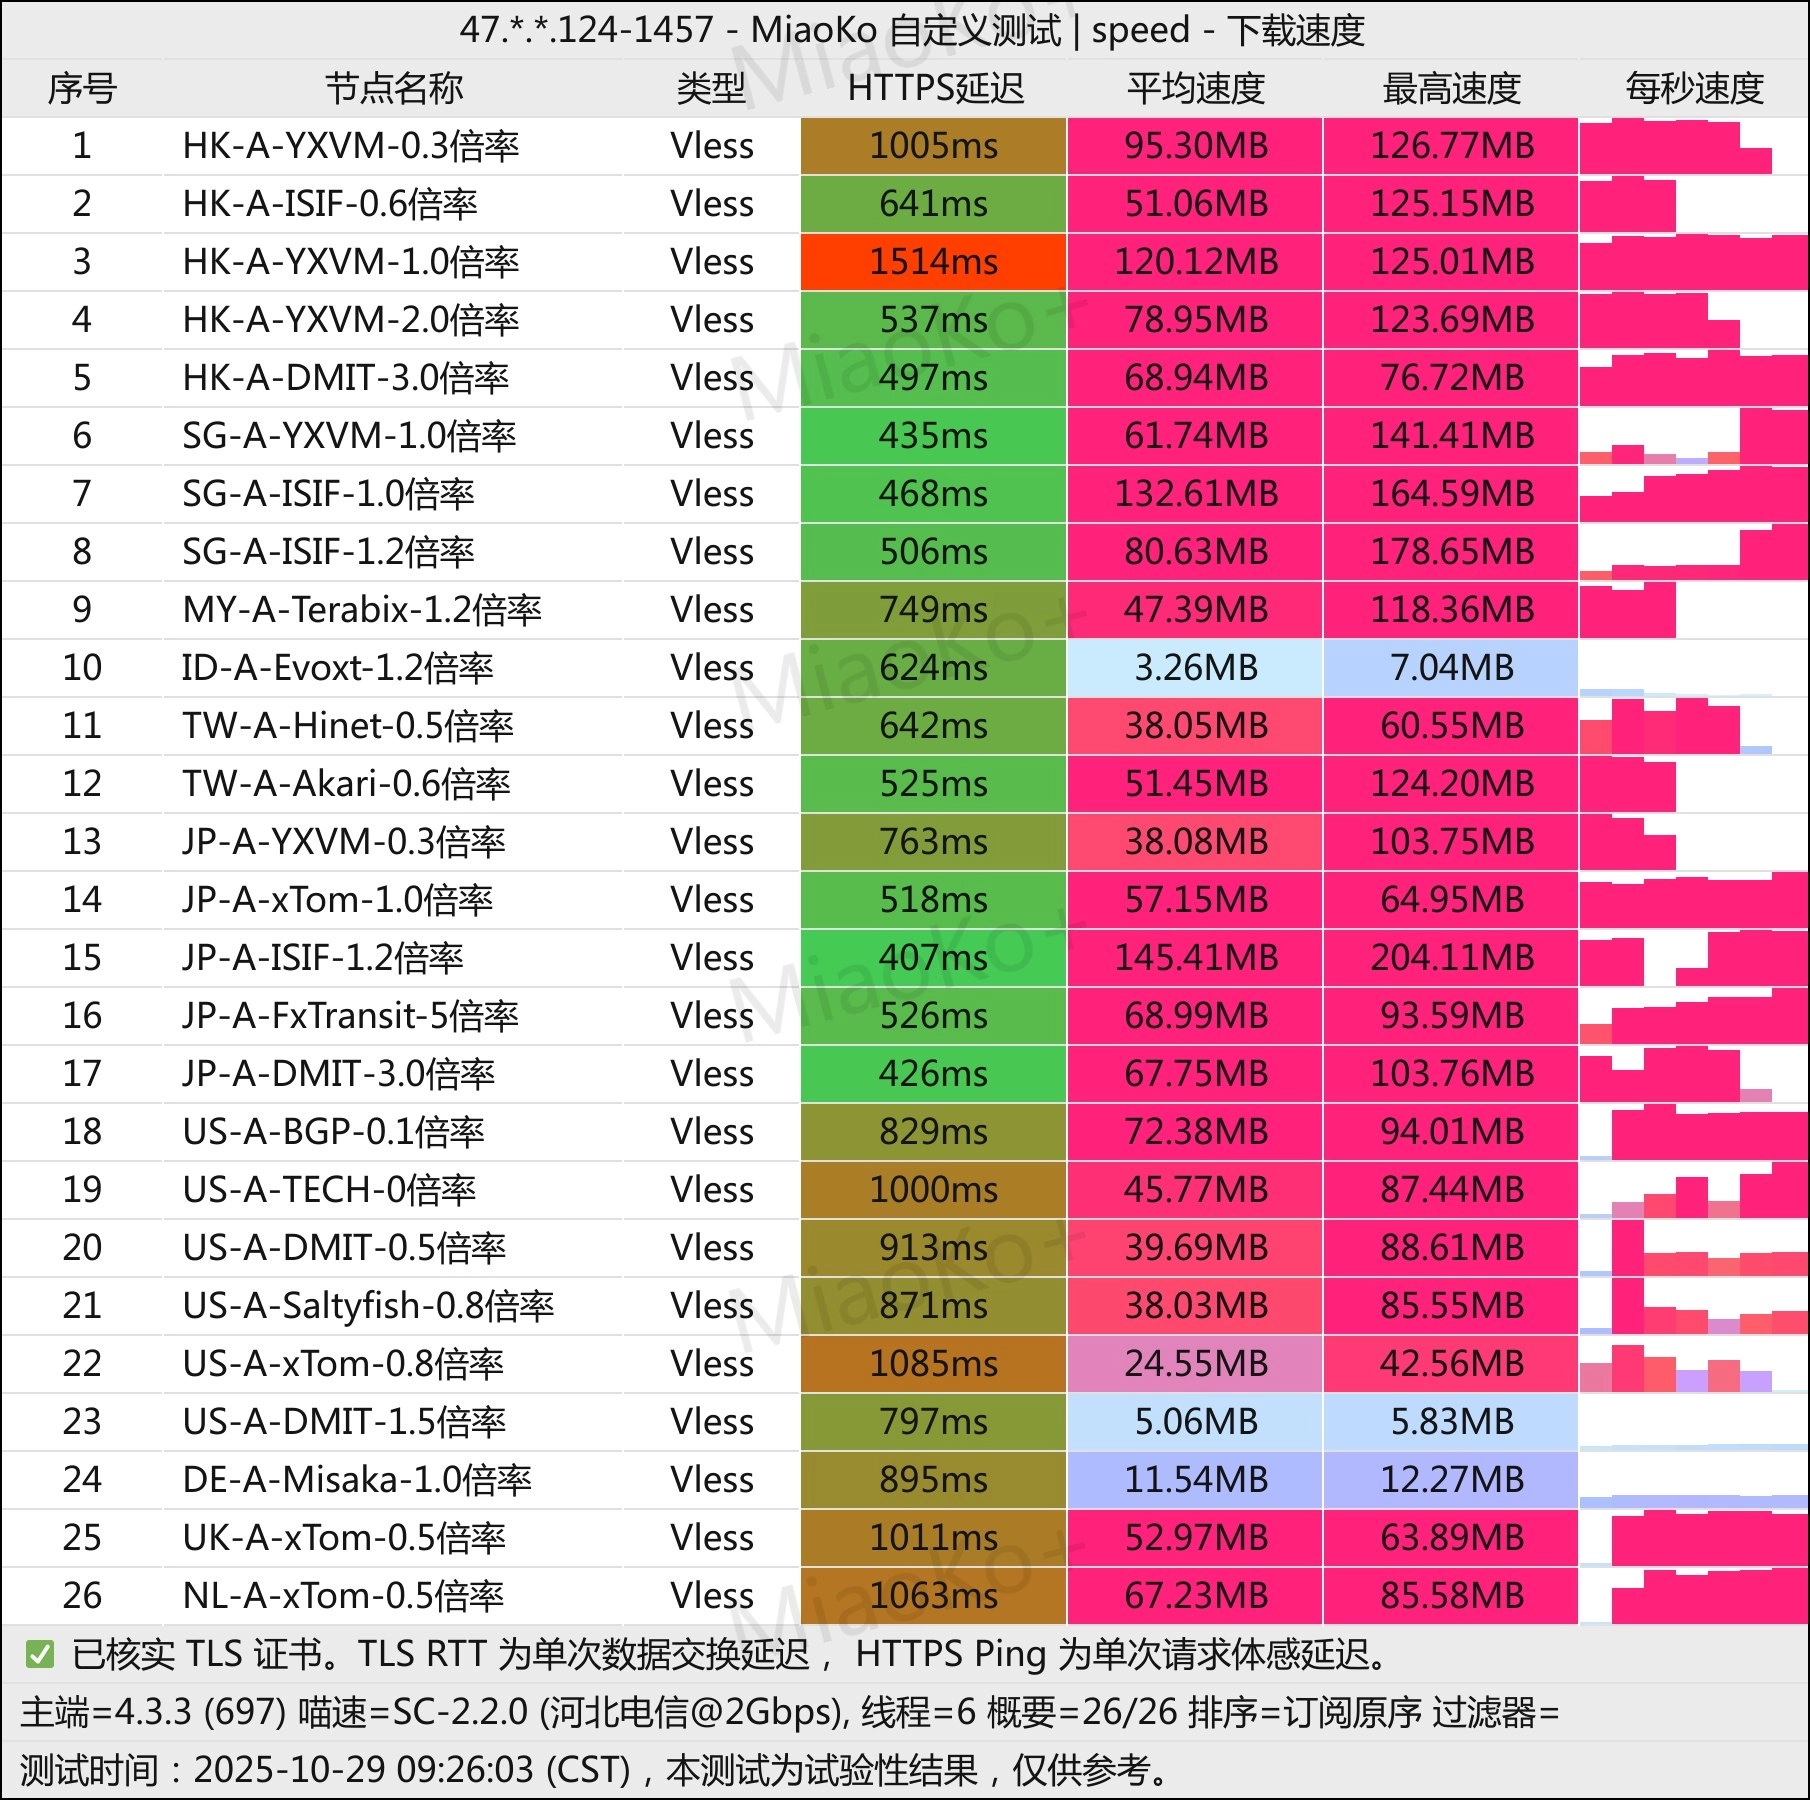 47.*.*.124-1457 - MiaoKo 自定义测试 | speed - 下载速度
序号 节点名称 类型 HTTPS延迟 平均速度 最高速度 每秒速度
1 HK-A-YXVM-0.3倍率 Vless 1005ms 95.30MB 126.77MB
2 HK-A-ISIF-0.6倍率 Vless 641ms 51.06MB 125.15MB
3 HK-A-YXVM-1.0倍率 Vless 1514ms 120.12MB 125.01MB
4 HK-A-YXVM-2.0倍率 Vless 537ms 78.95MB 123.69MB
5 HK-A-DMIT-3.0倍率 Vless 497ms 68.94MB 76.72MB
6 SG-A-YXVM-1.0倍率 Vless 435ms 61.74MB 141.41MB
7 SG-A-ISIF-1.0倍率 Vless 468ms 132.61MB 164.59MB
8 SG-A-ISIF-1.2倍率 Vless 506ms 80.63MB 178.65MB
9 MY-A-Terabix-1.2倍率 Vless 749ms 47.39MB 118.36MB
10 ID-A-Evoxt-1.2倍率 Vless 624ms 3.26MB 7.04MB
11 TW-A-Hinet-0.5倍率 Vless 642ms 38.05MB 60.55MB
12 TW-A-Akari-0.6倍率 Vless 525ms 51.45MB 124.20MB
13 JP-A-YXVM-0.3倍率 Vless 763ms 38.08MB 103.75MB
14 JP-A-xTom-1.0倍率 Vless 518ms 57.15MB 64.95MB
15 JP-A-ISIF-1.2倍率 Vless 407ms 145.41MB 204.11MB
16 JP-A-FxTransit-5倍率 Vless 526ms 68.99MB 93.59MB
17 JP-A-DMIT-3.0倍率 Vless 426ms 67.75MB 103.76MB
18 US-A-BGP-0.1倍率 Vless 829ms 72.38MB 94.01MB
19 US-A-TECH-0倍率 Vless 1000ms 45.77MB 87.44MB
20 US-A-DMIT-0.5倍率 Vless 913ms 39.69MB 88.61MB
21 US-A-Saltyfish-0.8倍率 Vless 871ms 38.03MB 85.55MB
22 US-A-xTom-0.8倍率 Vless 1085ms 24.55MB 42.56MB
23 US-A-DMIT-1.5倍率 Vless 797ms 5.06MB 5.83MB
24 DE-A-Misaka-1.0倍率 Vless 895ms 11.54MB 12.27MB
25 UK-A-xTom-0.5倍率 Vless 1011ms 52.97MB 63.89MB
26 NL-A-xTom-0.5倍率 Vless 1063ms 67.23MB 85.58MB
✅ 已核实 TLS 证书。TLS RTT 为单次数据交换延迟，HTTPS Ping 为单次请求体感延迟。
主端=4.3.3 (697) 喵速=SC-2.2.0 (河北电信@2Gbps), 线程=6 概要=26/26 排序=订阅原序 过滤器=
测试时间：2025-10-29 09:26:03 (CST)，本测试为试验性结果，仅供参考。
MiaoKo+
MiaoKo+
MiaoKo+
MiaoKo+
MiaoKo+
MiaoKo+